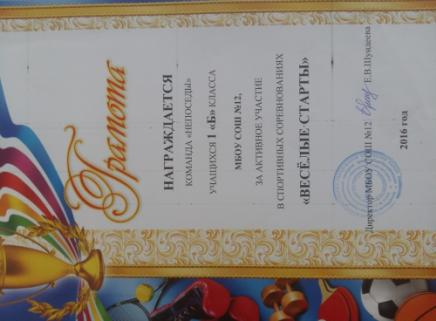 Грамота
НАГРАЖДАЕТСЯ
КОМАНДА «НЕПОСЕДЫ»
УЧАЩИХСЯ 1 «Б» КЛАССА
МБОУ СОШ №12,
ЗА АКТИВНОЕ УЧАСТИЕ
В СПОРТИВНЫХ СОРЕВНОВАНИЯХ
«ВЕСЁЛЫЕ СТАРТЫ»
Директор МБОУ СОШ №12 Е.В.Шундеева
2016 год